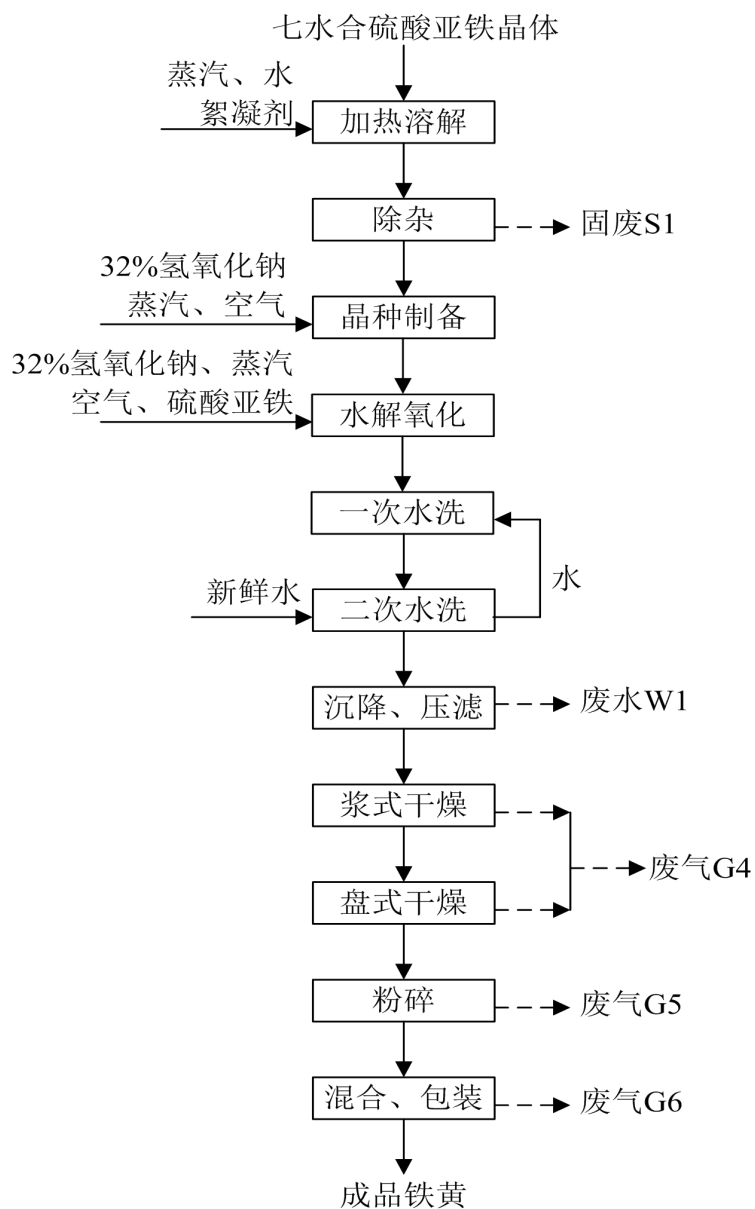 七水合硫酸亚铁晶体
蒸汽、水
絮凝剂
加热溶解
除杂
固废S1
32%氢氧化钠
蒸汽、空气
晶种制备
32%氢氧化钠、蒸汽
空气、硫酸亚铁
水解氧化
一次水洗
水
新鲜水
二次水洗
沉降、压滤
废水W1
浆式干燥
废气G4
盘式干燥
粉碎
废气G5
混合、包装
废气G6
成品铁黄